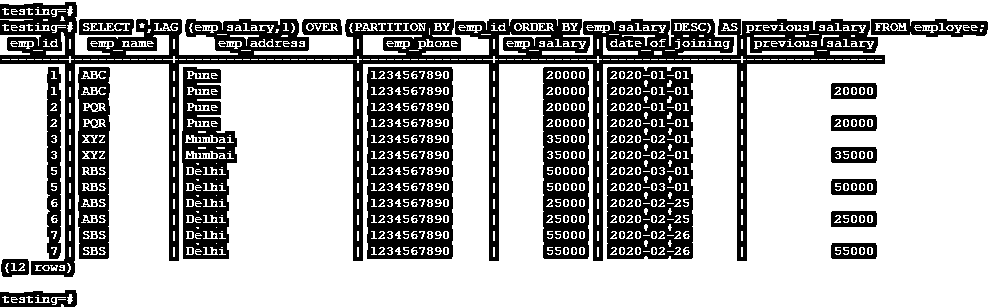 testing=#
testing=# SELECT *,LAG (emp_salary,1) OVER (PARTITION BY emp_id ORDER BY emp_salary DESC) AS previous_salary FROM employee;
emp_id | emp_name | emp_address | emp_phone | emp_salary | date_of_joining | previous_salary
1 | ABC | Pune | 1234567890 | 20000 | 2020-01-01 |
1 | ABC | Pune | 1234567890 | 20000 | 2020-01-01 | 20000
2 | PQR | Pune | 1234567890 | 20000 | 2020-01-01 |
2 | PQR | Pune | 1234567890 | 20000 | 2020-01-01 | 20000
3 | XYZ | Mumbai | 1234567890 | 35000 | 2020-02-01 |
3 | XYZ | Mumbai | 1234567890 | 35000 | 2020-02-01 | 35000
5 | RBS | Delhi | 1234567890 | 50000 | 2020-03-01 |
5 | RBS | Delhi | 1234567890 | 50000 | 2020-03-01 | 50000
6 | ABS | Delhi | 1234567890 | 25000 | 2020-02-25 |
6 | ABS | Delhi | 1234567890 | 25000 | 2020-02-25 | 25000
7 | SBS | Delhi | 1234567890 | 55000 | 2020-02-26 |
7 | SBS | Delhi | 1234567890 | 55000 | 2020-02-26 | 55000
(12 rows)
testing=#